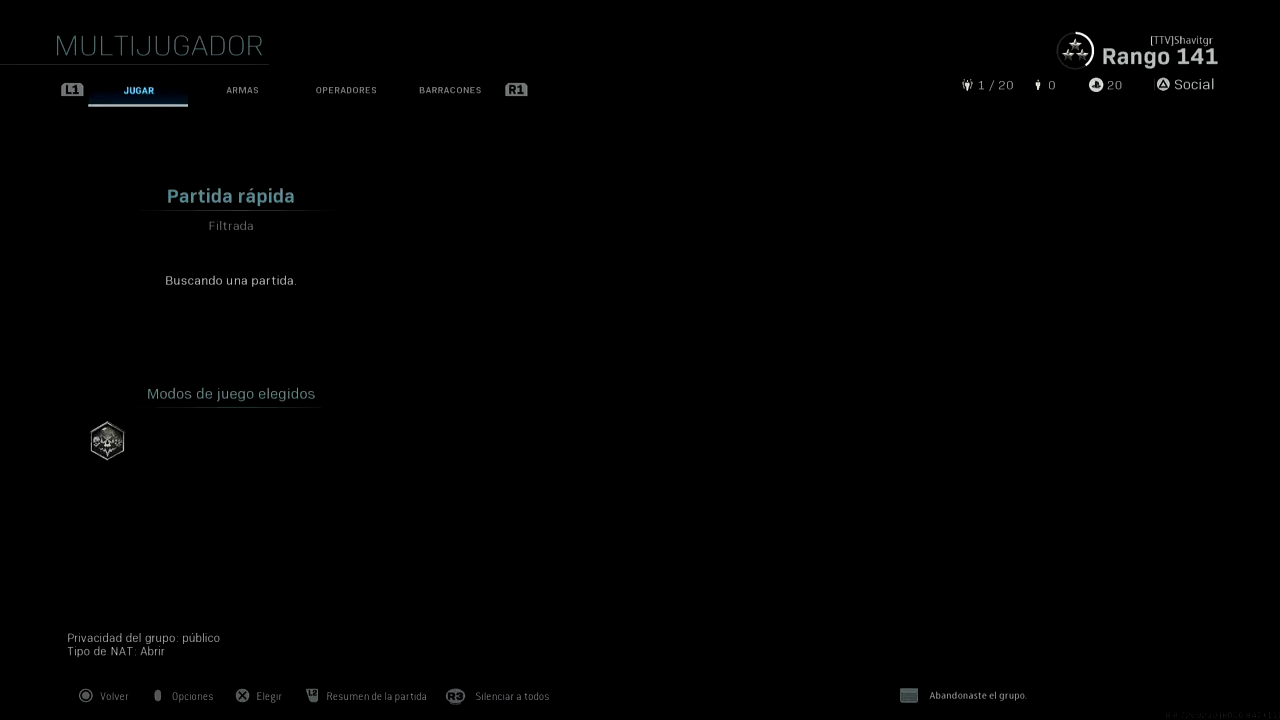 MULTIJUGADOR
[TTV]Shavitgr
Rango 141
L1 JUGAR ARMAS OPERADORES BARRACONES R1
1 / 20 0 20 Social
Partida rápida
Filtrada
Buscando una partida.
Modos de juego elegidos
Privacidad del grupo: público
Tipo de NAT: Abrir
Volver Opciones Elegir L2 Resumen de la partida R3 Silenciar a todos
Abandonaste el grupo.